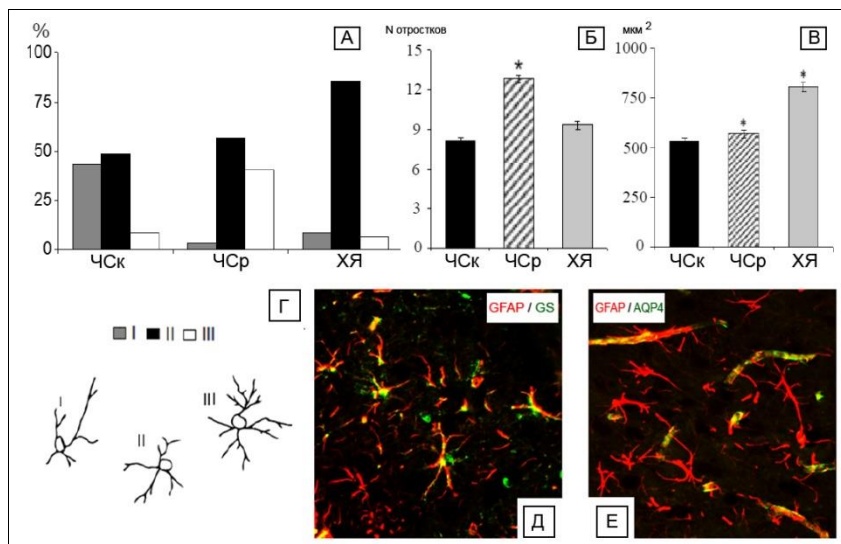 % А
100
75
50
25
0
ЧСк ЧСр ХЯ
N отростков Б
15
12
9
6
3
0
*
ЧСк ЧСр ХЯ
мкм 2 В
1000
750
500
250
0
* *
ЧСк ЧСр ХЯ
Г
I II III
I
II
III
GFAP / GS
Д
GFAP / AQP4
Е